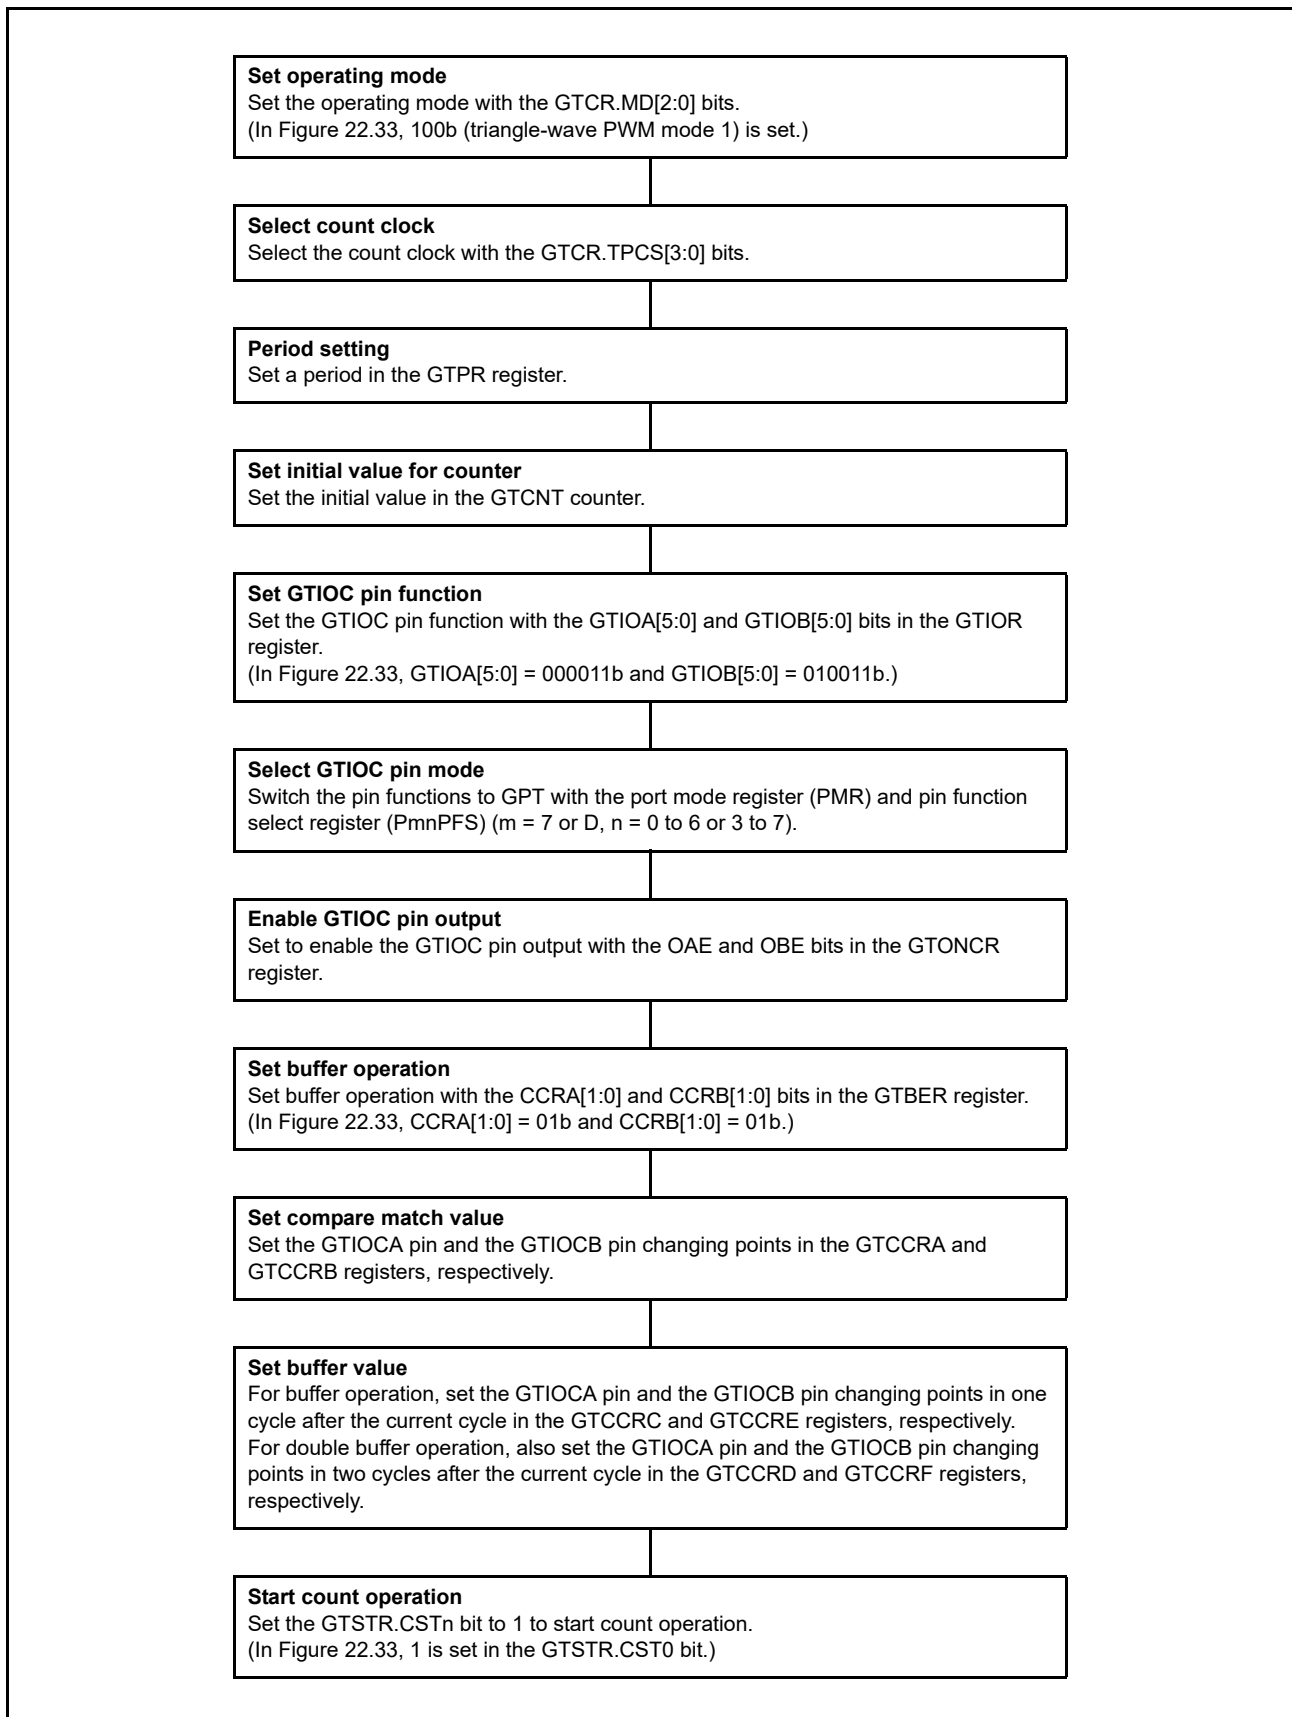 Set operating mode
Set the operating mode with the GTCR.MD[2:0] bits.
(In Figure 22.33, 100b (triangle-wave PWM mode 1) is set.)
Select count clock
Select the count clock with the GTCR.TPCS[3:0] bits.
Period setting
Set a period in the GTPR register.
Set initial value for counter
Set the initial value in the GTCNT counter.
Set GTIOC pin function
Set the GTIOC pin function with the GTIOA[5:0] and GTIOB[5:0] bits in the GTIOR
register.
(In Figure 22.33, GTIOA[5:0] = 000011b and GTIOB[5:0] = 010011b.)
Select GTIOC pin mode
Switch the pin functions to GPT with the port mode register (PMR) and pin function
select register (PmnPFS) (m = 7 or D, n = 0 to 6 or 3 to 7).
Enable GTIOC pin output
Set to enable the GTIOC pin output with the OAE and OBE bits in the GTONCR
register.
Set buffer operation
Set buffer operation with the CCRA[1:0] and CCRB[1:0] bits in the GTBER register.
(In Figure 22.33, CCRA[1:0] = 01b and CCRB[1:0] = 01b.)
Set compare match value
Set the GTIOCA pin and the GTIOCB pin changing points in the GTCCRA and
GTCCRB registers, respectively.
Set buffer value
For buffer operation, set the GTIOCA pin and the GTIOCB pin changing points in one
cycle after the current cycle in the GTCCRC and GTCCRE registers, respectively.
For double buffer operation, also set the GTIOCA pin and the GTIOCB pin changing
points in two cycles after the current cycle in the GTCCRD and GTCCRF registers,
respectively.
Start count operation
Set the GTSTR.CSTn bit to 1 to start count operation.
(In Figure 22.33, 1 is set in the GTSTR.CST0 bit.)